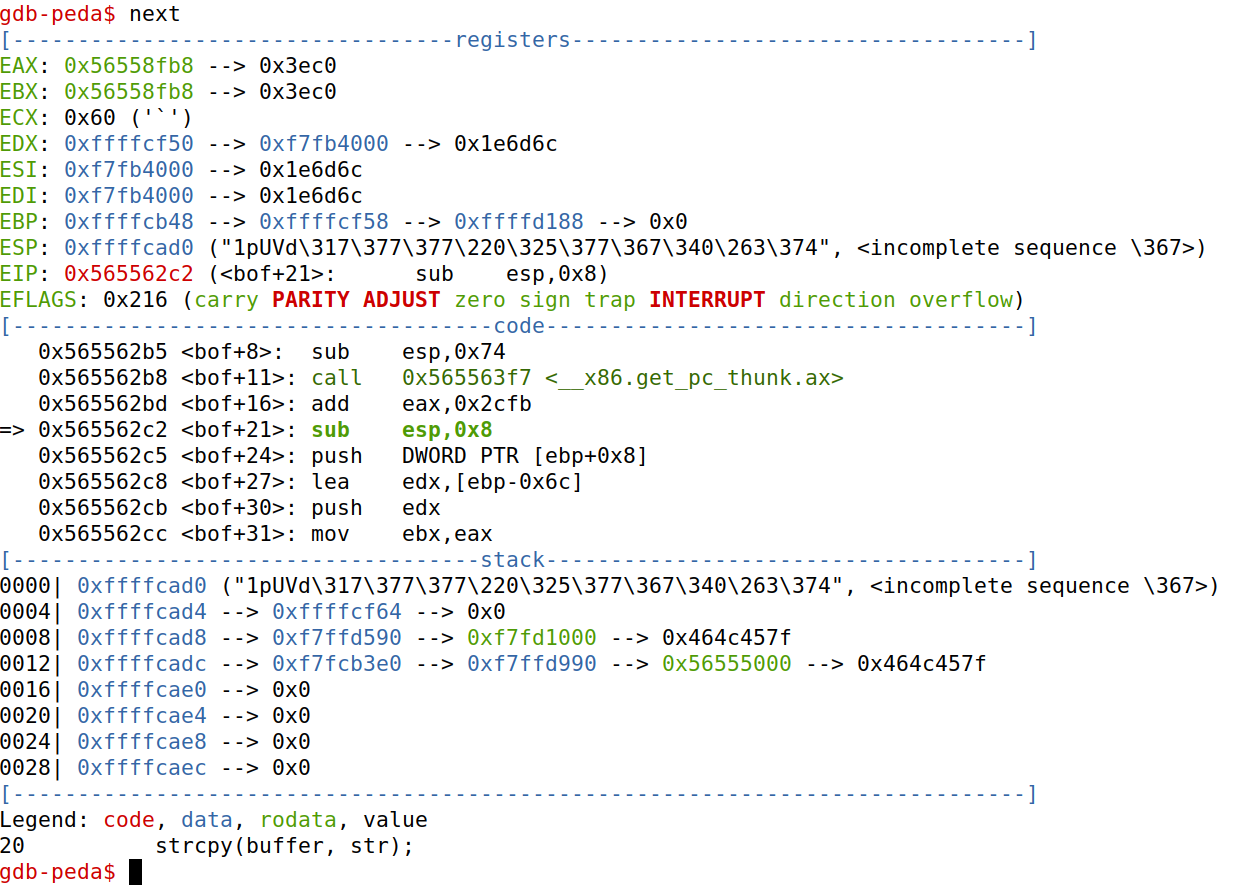 gdb-peda$ next
[----------------------------------registers-----------------------------------]
EAX: 0x56558fb8 --> 0x3ec0
EBX: 0x56558fb8 --> 0x3ec0
ECX: 0x60 ('`')
EDX: 0xffffcf50 --> 0xf7fb4000 --> 0x1e6d6c
ESI: 0xf7fb4000 --> 0x1e6d6c
EDI: 0xf7fb4000 --> 0x1e6d6c
EBP: 0xffffcb48 --> 0xffffcf58 --> 0xffffd188 --> 0x0
ESP: 0xffffcad0 ("1pUVd\317\377\377\220\325\377\367\340\263\374", <incomplete sequence \367>)
EIP: 0x565562c2 (<bof+21>:      sub    esp,0x8)
EFLAGS: 0x216 (carry PARITY ADJUST zero sign trap INTERRUPT direction overflow)
[-------------------------------------code-------------------------------------]
   0x565562b5 <bof+8>:  sub    esp,0x74
   0x565562b8 <bof+11>: call   0x565563f7 <__x86.get_pc_thunk.ax>
   0x565562bd <bof+16>: add    eax,0x2cfb
=> 0x565562c2 <bof+21>: sub    esp,0x8
   0x565562c5 <bof+24>: push   DWORD PTR [ebp+0x8]
   0x565562c8 <bof+27>: lea    edx,[ebp-0x6c]
   0x565562cb <bof+30>: push   edx
   0x565562cc <bof+31>: mov    ebx,eax
[------------------------------------stack-------------------------------------]
0000| 0xffffcad0 ("1pUVd\317\377\377\220\325\377\367\340\263\374", <incomplete sequence \367>)
0004| 0xffffcad4 --> 0xffffcf64 --> 0x0
0008| 0xffffcad8 --> 0xf7ffd590 --> 0xf7fd1000 --> 0x464c457f
0012| 0xffffcadc --> 0xf7fcb3e0 --> 0xf7ffd990 --> 0x56555000 --> 0x464c457f
0016| 0xffffcae0 --> 0x0
0020| 0xffffcae4 --> 0x0
0024| 0xffffcae8 --> 0x0
0028| 0xffffcaec --> 0x0
[------------------------------------------------------------------------------]
Legend: code, data, rodata, value
20          strcpy(buffer, str);
gdb-peda$